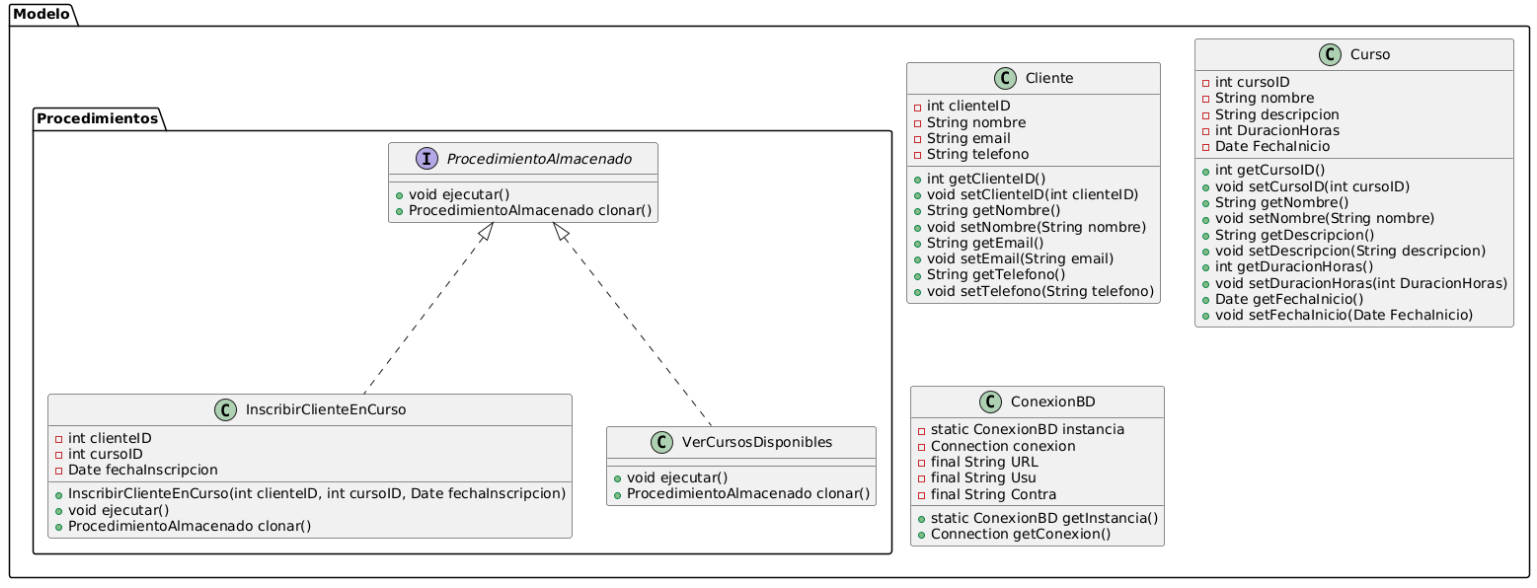 Modelo
Procedimientos
I ProcedimientoAlmacenado
void ejecutar()
ProcedimientoAlmacenado clonar()
C InscribirClienteEnCurso
int clienteID
int cursoID
Date fechaInscripcion
InscribirClienteEnCurso(int clienteID, int cursoID, Date fechaInscripcion)
void ejecutar()
ProcedimientoAlmacenado clonar()
C VerCursosDisponibles
void ejecutar()
ProcedimientoAlmacenado clonar()
C Cliente
int clienteID
String nombre
String email
String telefono
int getClienteID()
void setClienteID(int clienteID)
String getNombre()
void setNombre(String nombre)
String getEmail()
void setEmail(String email)
String getTelefono()
void setTelefono(String telefono)
C Curso
int cursoID
String nombre
String descripcion
int DuracionHoras
Date FechaInicio
int getCursoID()
void setCursoID(int cursoID)
String getNombre()
void setNombre(String nombre)
String getDescripcion()
void setDescripcion(String descripcion)
int getDuracionHoras()
void setDuracionHoras(int DuracionHoras)
Date getFechaInicio()
void setFechaInicio(Date FechaInicio)
C ConexionBD
static ConexionBD instancia
Connection conexion
final String URL
final String Usu
final String Contra
static ConexionBD getInstancia()
Connection getConexion()